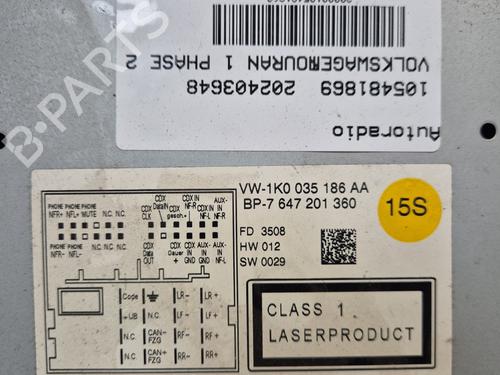 Autoradio
105481869 202403648
VOLKSWAGEN TOURAN 1 PHASE 2
B
PHONE PHONE PHONE
NFR+ NFL+ MUTE N.C. N.C.
PHONE PHONE
NFR- NFL-
N.C. N.C. N.C.
CDX CDX CDX IN AUX-
CLK DataIN gesch.+ NF-R IN
CDX IN AUX-
NF-L NF-R
CDX CDX CDX IN AUX- AUX-
DATA Dauer IN IN IN
OUT + GND GND NF-L
Code LR- LR+
+UB N.C. LF- LF+
N.C. CAN- RF- RF+
FZG
N.C. CAN+ RR- RR+
FZG
VW-1K0 035 186 AA
BP-7 647 201 360
FD 3508
HW 012
SW 0029
15S
CLASS 1
LASERPRODUCT